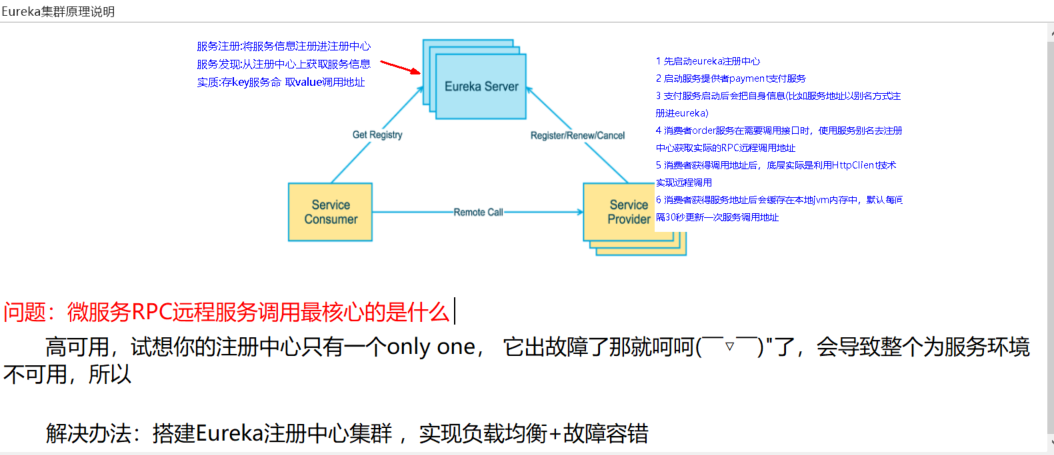 Eureka集群原理说明
服务注册:将服务信息注册进注册中心
服务发现:从注册中心上获取服务信息
实质:存key服务命 取value调用地址
Eureka Server
1 先启动eureka注册中心
2 启动服务提供者payment支付服务
3 支付服务启动后会把自身信息(比如服务地址以别名方式注
册进eureka)
4 消费者order服务在需要调用接口时，使用服务别名去注册
中心获取实际的RPC远程调用地址
5 消费者获得调用地址后，底层实际是利用HttpClient技术
实现远程调用
6 消费者获得服务地址后会缓存在本地jvm内存中，默认每间
隔30秒更新一次服务调用地址
Get Registry
Register/Renew/Cancel
Service
Consumer
Remote Call
Service
Provider
问题：微服务RPC远程服务调用最核心的是什么
高可用，试想你的注册中心只有一个only one， 它出故障了那就呵呵(￣▽￣)"了，会导致整个为服务环境
不可用，所以
解决办法：搭建Eureka注册中心集群 ，实现负载均衡+故障容错